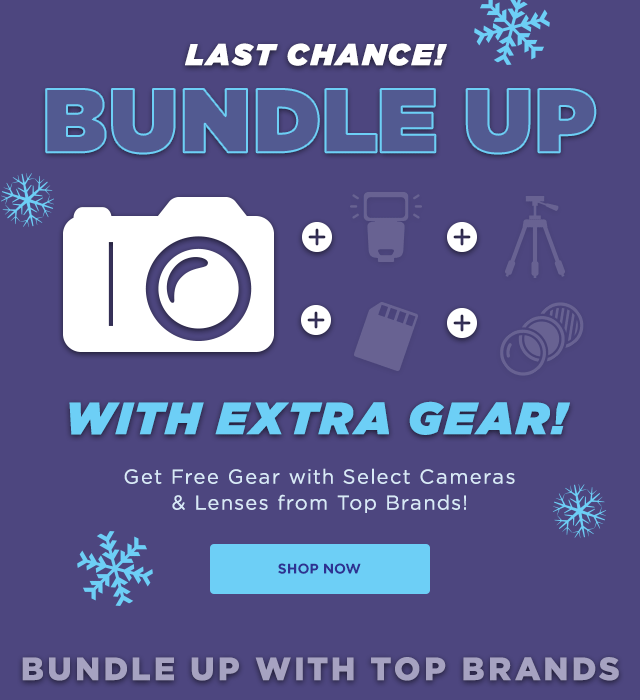 LAST CHANCE!
BUNDLE UP
WITH EXTRA GEAR!
Get Free Gear with Select Cameras
& Lenses from Top Brands!
SHOP NOW
BUNDLE UP WITH TOP BRANDS